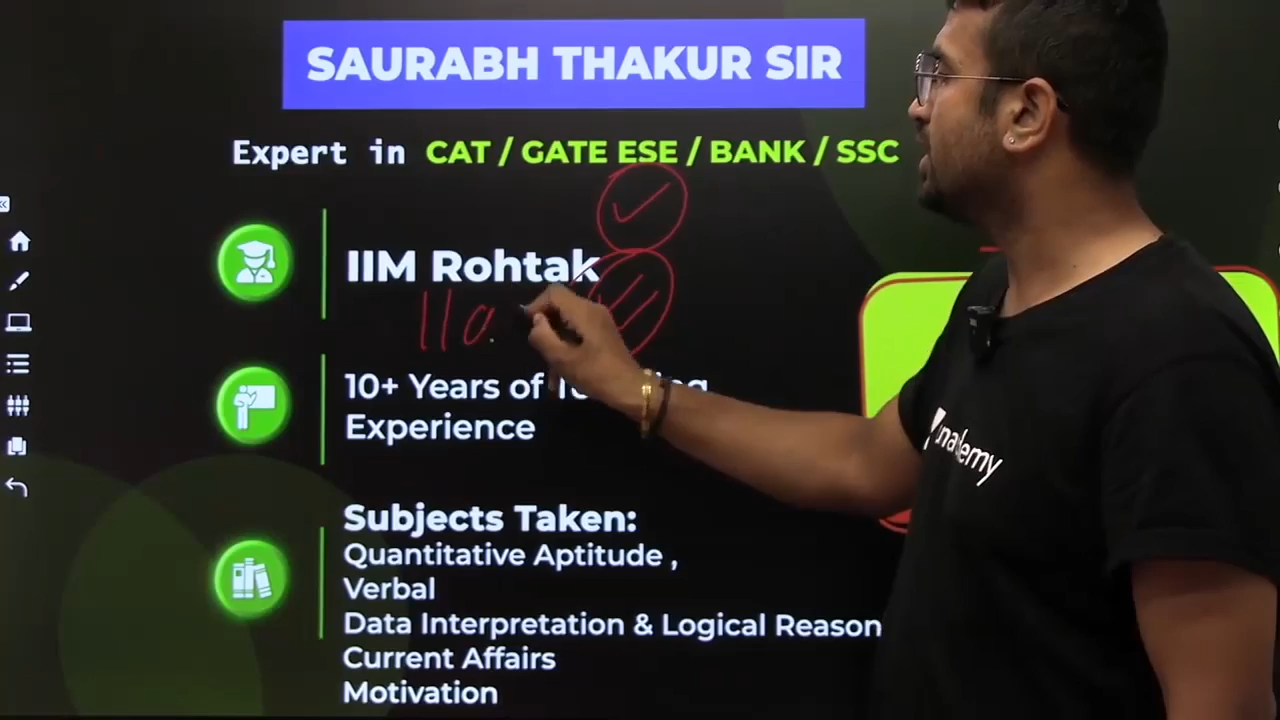 SAURABH THAKUR SIR
Expert in CAT / GATE ESE / BANK / SSC
IIM Rohtak
10+ Years of
Experience
Subjects Taken:
Quantitative Aptitude ,
Verbal
Data Interpretation & Logical Reason
Current Affairs
Motivation
unacademy